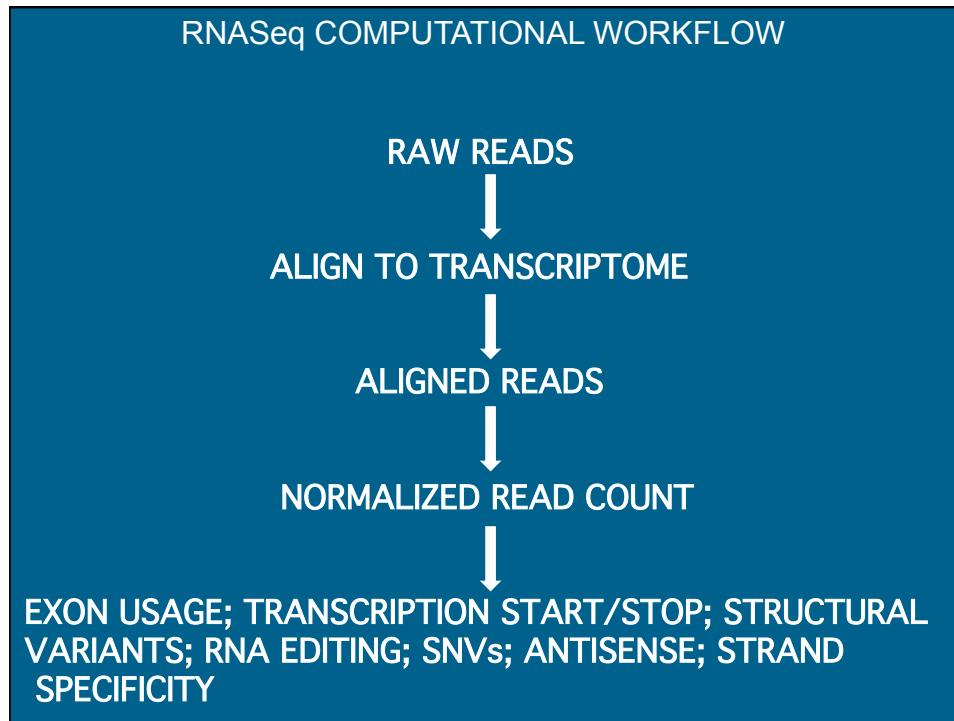 RNASeq COMPUTATIONAL WORKFLOW
RAW READS
ALIGN TO TRANSCRIPTOME
ALIGNED READS
NORMALIZED READ COUNT
EXON USAGE; TRANSCRIPTION START/STOP; STRUCTURAL
VARIANTS; RNA EDITING; SNVs; ANTISENSE; STRAND
SPECIFICITY